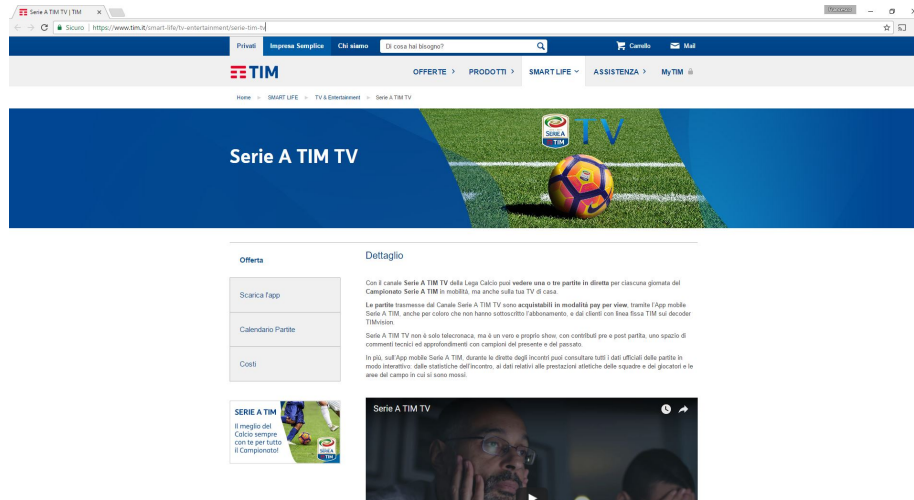 Serie A TIM TV | TIM
Sicuro | https://www.tim.it/smart-life/tv-entertainment/serie-tim-tv
Privati Impresa Semplice Chi siamo Di cosa hai bisogno? Carrello Mail
TIM OFFERTE PRODOTTI SMART LIFE ASSISTENZA MyTIM
Home SMART LIFE TV & Entertainment Serie A TIM TV
SERIE A
TIM
TV
Serie A TIM TV
Offerta
Scarica l'app
Calendario Partite
Costi
Dettaglio
Con il canale Serie A TIM TV della Lega Calcio puoi vedere una o tre partite in diretta per ciascuna giornata del
Campionato Serie A TIM in mobilità, ma anche sulla tua TV di casa.
Le partite trasmesse dal Canale Serie A TIM TV sono acquistabili in modalità pay per view, tramite l'App mobile
Serie A TIM, anche per coloro che non hanno sottoscritto l'abbonamento, e dai clienti con linea fissa TIM sui decoder
TIMvision.
Serie A TIM TV non è solo telecronaca, ma è un vero e proprio show, con contributi pre e post partita, uno spazio di
commenti tecnici ed approfondimenti con campioni del presente e del passato.
In più, sull'App mobile Serie A TIM, durante le dirette degli incontri puoi consultare tutti i dati ufficiali delle partite in
modo interattivo: dalle statistiche dell'incontro, ai dati relativi alle prestazioni atletiche delle squadre e dei giocatori e le
aree del campo in cui si sono mossi.
SERIE A TIM
Il meglio del
Calcio sempre
con te per tutto
il Campionato!
SERIE A
TIM
Serie A TIM TV